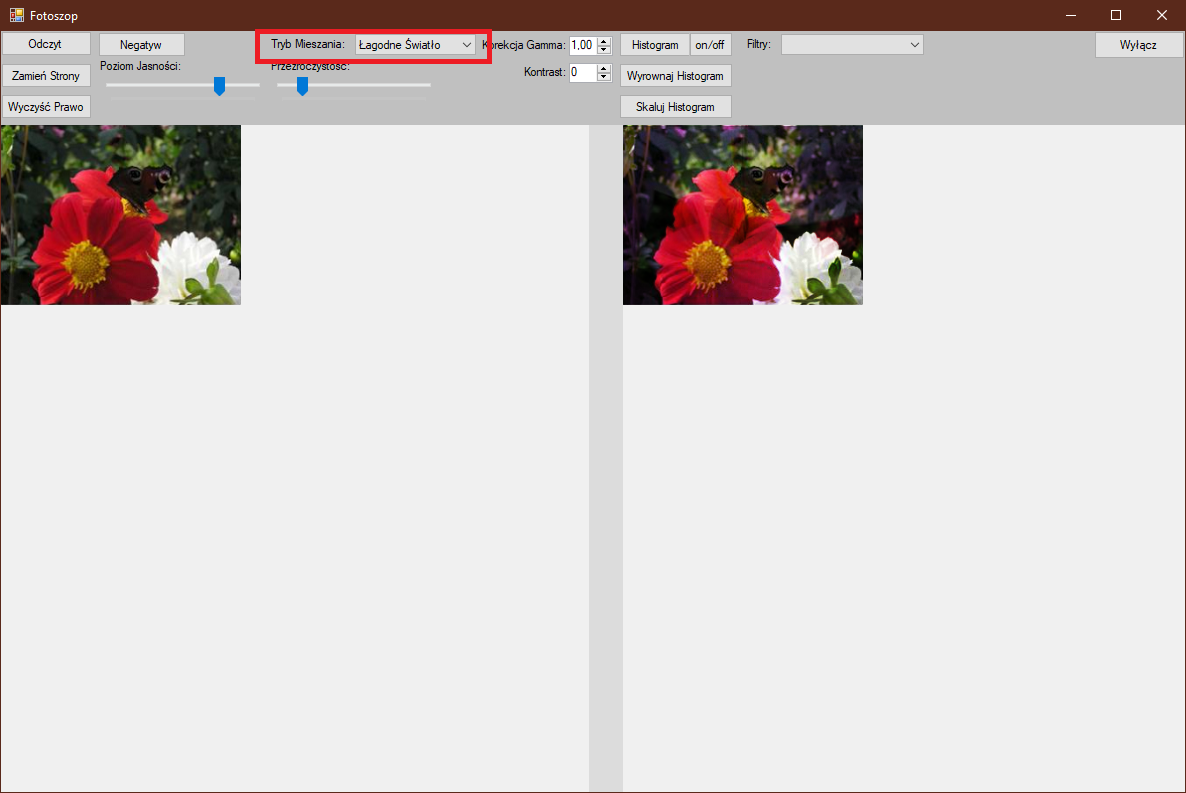 Fotoszop
Odczyt
Negatyw
Tryb Mieszania:
Łagodne Światło
Korekcja Gamma:
1,00
Histogram
on/off
Filtry:
Wyłącz
Zamień Strony
Poziom Jasności:
Przezroczystość:
Kontrast:
0
Wyrownaj Histogram
Wyczyść Prawo
Skaluj Histogram